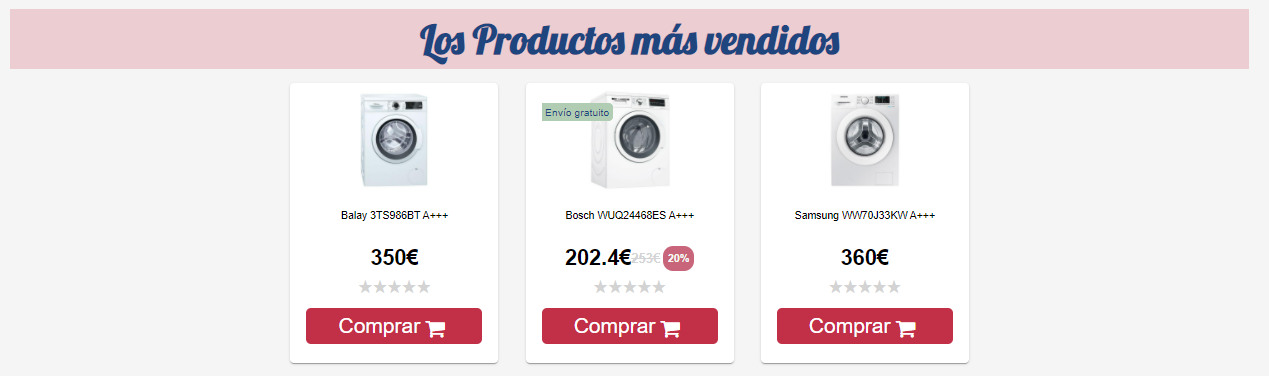 Los Productos más vendidos
Balay 3TS986BT A+++
350€
Comprar
Envío gratuito
Bosch WUQ24468ES A+++
202.4€ 253€ 20%
Comprar
Samsung WW70J33KW A+++
360€
Comprar